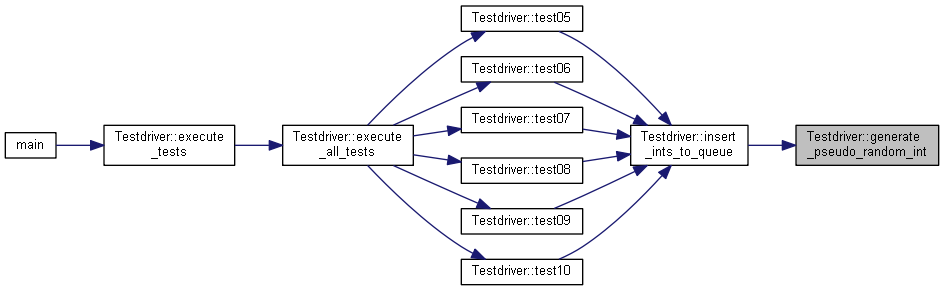 main
Testdriver::execute
_tests
Testdriver::execute
_all_tests
Testdriver::test05
Testdriver::test06
Testdriver::test07
Testdriver::test08
Testdriver::test09
Testdriver::test10
Testdriver::insert
_ints_to_queue
Testdriver::generate
_pseudo_random_int